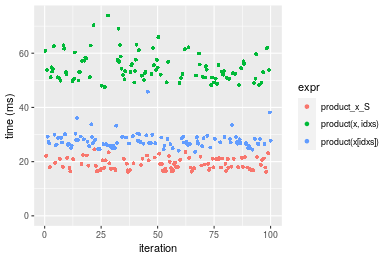 time (ms)
60
40
20
0
0
25
50
75
100
iteration
expr
product_x_S
product(x, idxs)
product(x[idxs])